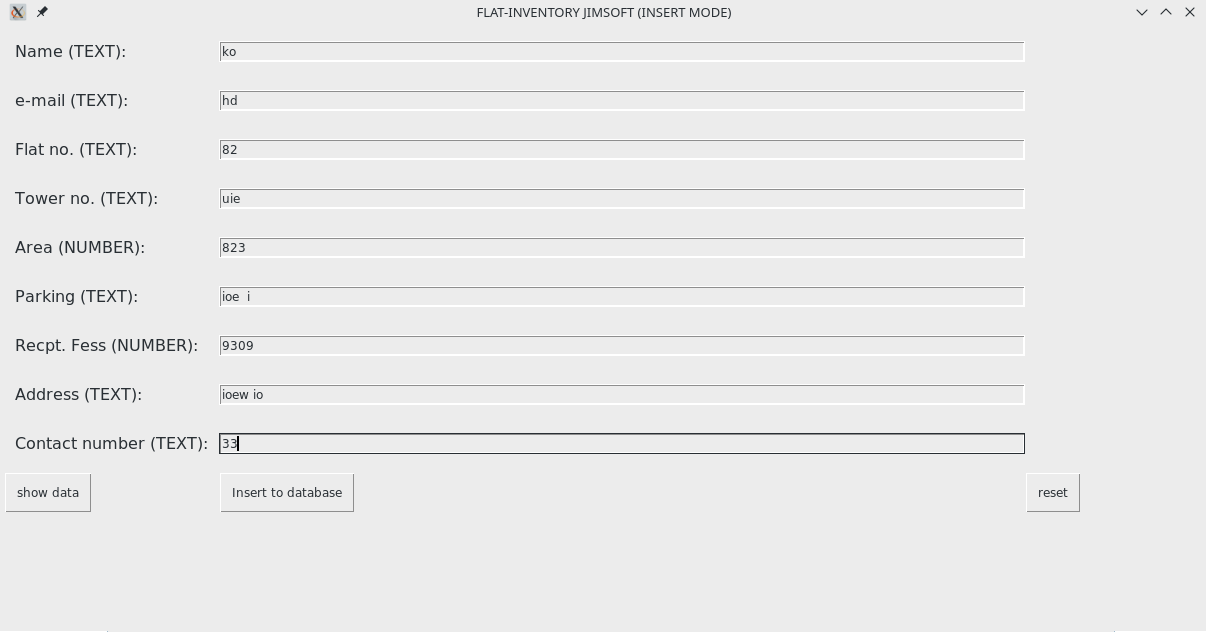 FLAT-INVENTORY JIMSOFT (INSERT MODE)
Name (TEXT): ko
e-mail (TEXT): hd
Flat no. (TEXT): 82
Tower no. (TEXT): uie
Area (NUMBER): 823
Parking (TEXT): ioe  i
Recpt. Fess (NUMBER): 9309
Address (TEXT): ioew io
Contact number (TEXT): 33
show data Insert to database reset